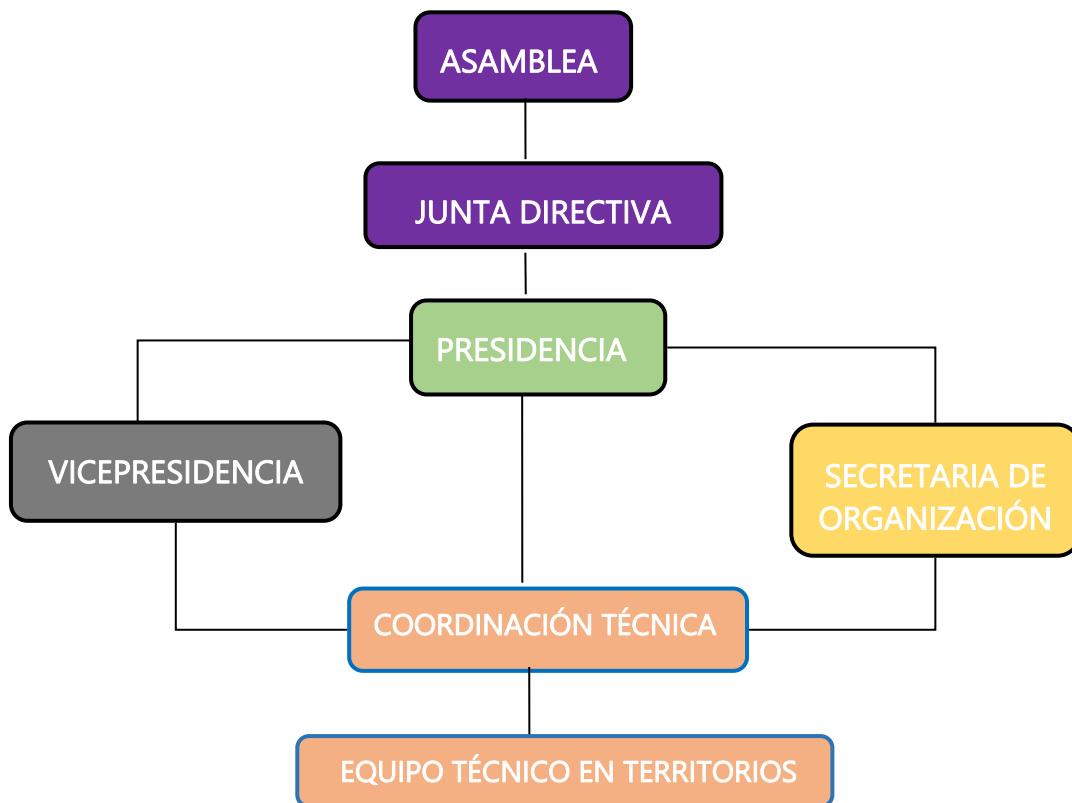 ASAMBLEA
JUNTA DIRECTIVA
PRESIDENCIA
VICEPRESIDENCIA
SECRETARIA DE
ORGANIZACIÓN
COORDINACIÓN TÉCNICA
EQUIPO TÉCNICO EN TERRITORIOS